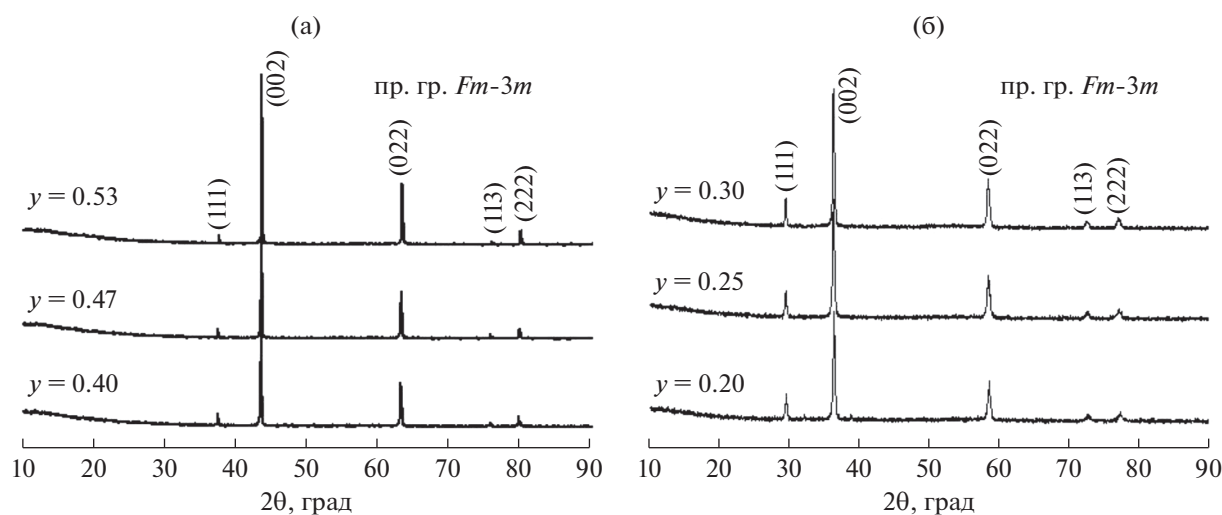 (а)
пр. гр. Fm-3m
(002)
(022)
(111)
(113)
(222)
y = 0.53
y = 0.47
y = 0.40
10 20 30 40 50 60 70 80 90
2θ, град
(б)
пр. гр. Fm-3m
(002)
(022)
(111)
(113)
(222)
y = 0.30
y = 0.25
y = 0.20
10 20 30 40 50 60 70 80 90
2θ, град